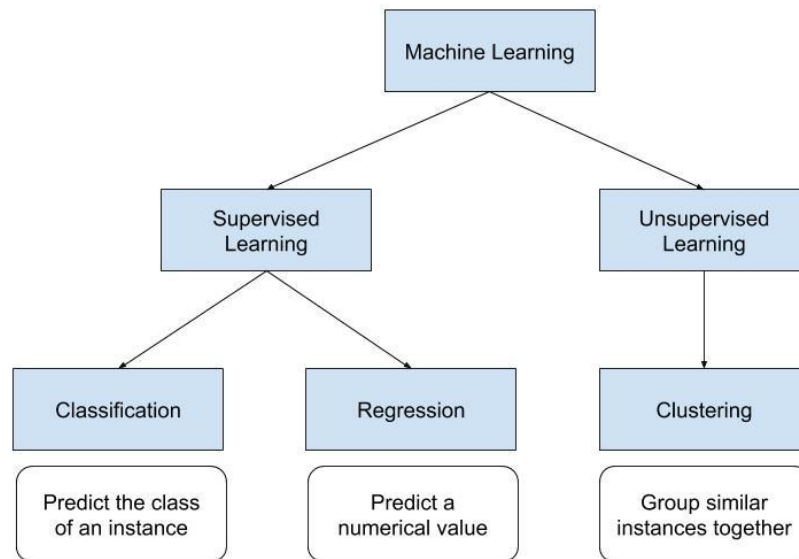 Machine Learning
Supervised
Learning
Unsupervised
Learning
Classification
Regression
Clustering
Predict the class
of an instance
Predict a
numerical value
Group similar
instances together